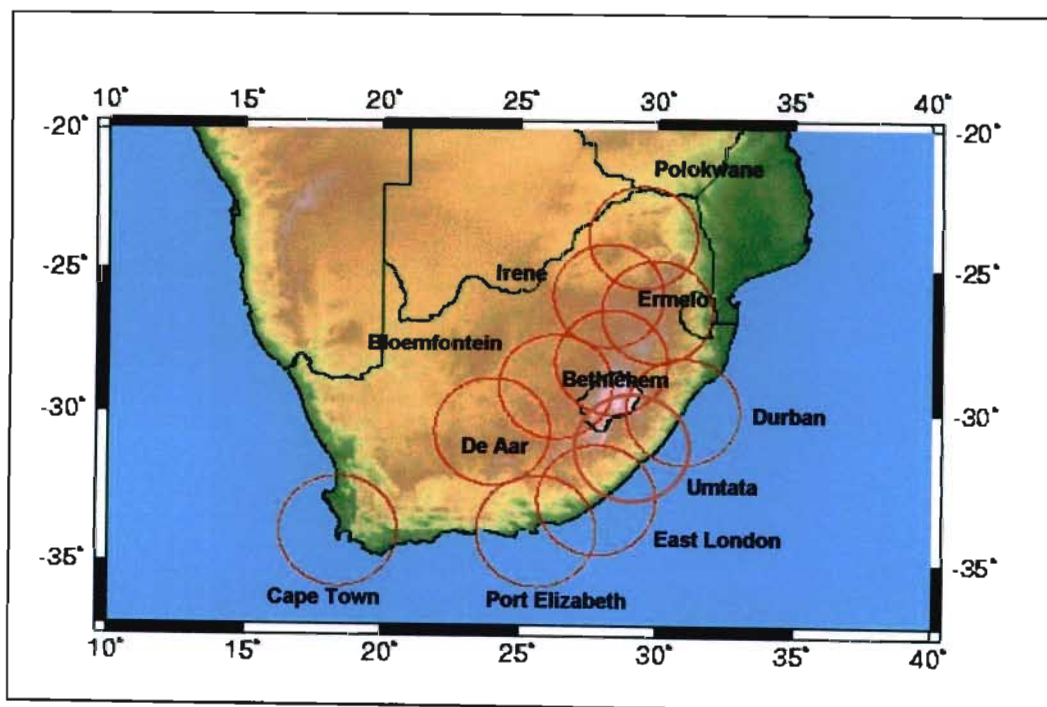 10° 15° 20° 25° 30° 35° 40°
-20° -20°
Polokwane
Irene
-25° -25°
Ermelo
Bloemfontein
Bethlehem
-30° -30°
Durban
De Aar
Umtata
East London
-35° -35°
Cape Town
Port Elizabeth
10° 15° 20° 25° 30° 35° 40°